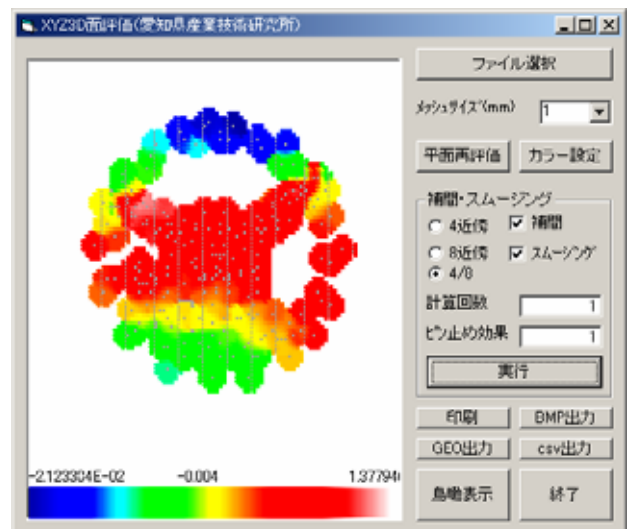 XYZ3D面評価(愛知県産業技術研究所)
ファイル選択
メッシュサイズ(mm) 1
平面再評価 カラー設定
補間・スムージング
4近傍 補間
8近傍 スムージング
4/8
計算回数 1
ピン止め効果 1
実行
印刷 BMP出力
GEO出力 csv出力
鳥瞰表示 終了
-2.123304E-02 -0.004 1.37794